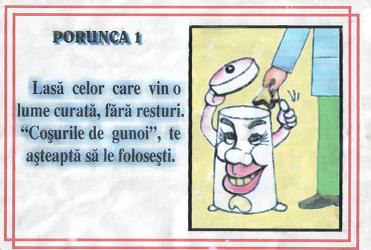 PORUNCA 1
Lasă celor care vin o
lume curată, fără resturi.
“Coşurile de gunoi”, te
aşteaptă să le foloseşti.